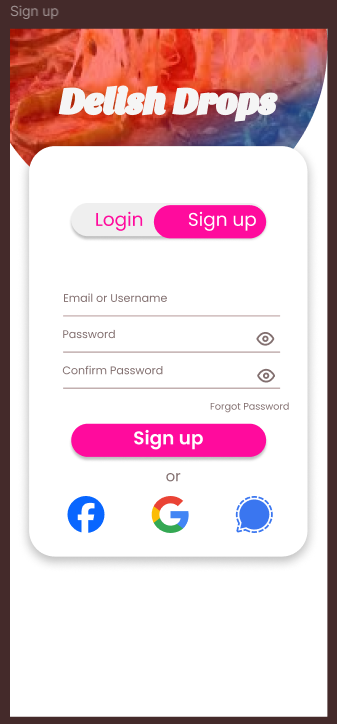 Sign up
Delish Drops
Login Sign up
Email or Username
Password
Confirm Password
Forgot Password
Sign up
or